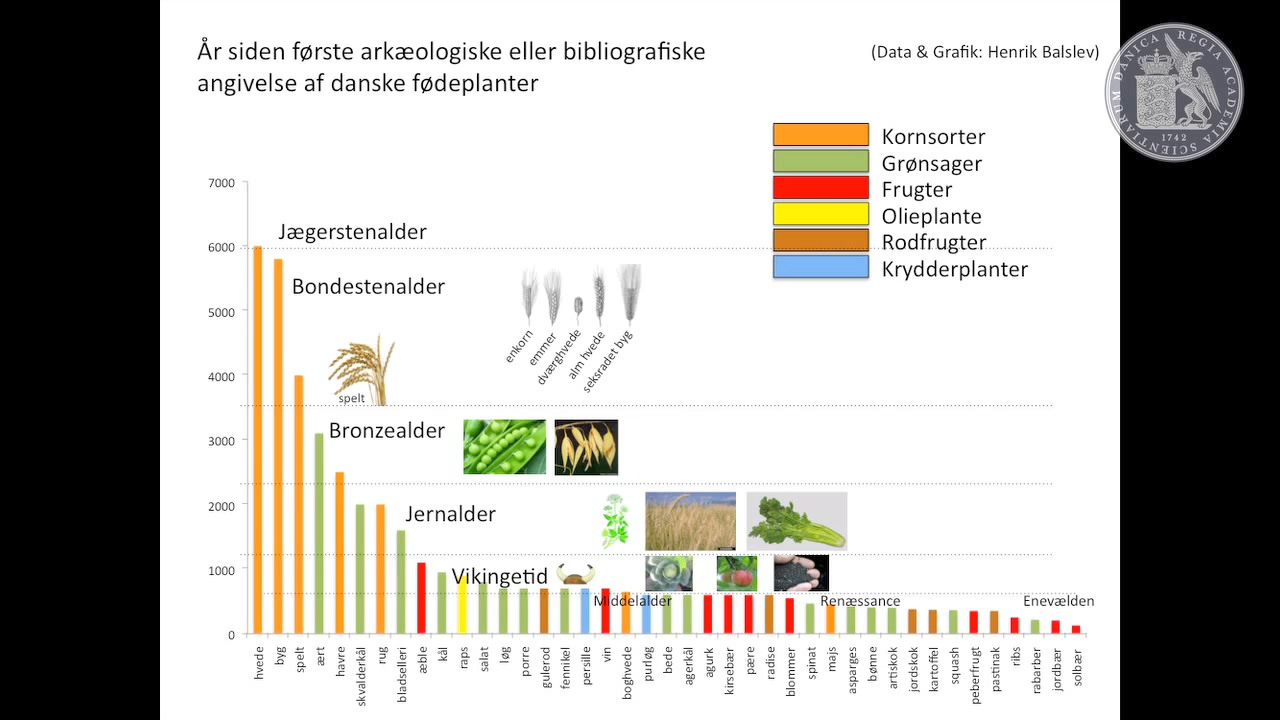 År siden første arkæologiske eller bibliografiske
angivelse af danske fødeplanter
(Data & Grafik: Henrik Balslev)
SCIENTIARUM DANICA REGIA ACADEMIA
1742
Kornsorter
Grønsager
Frugter
Olieplante
Rodfrugter
Krydderplanter
7000
6000
5000
4000
3000
2000
1000
0
Jægerstenalder
Bondestenalder
enkorn
emmer
dværghvede
alm hvede
seksradet byg
spelt
Bronzealder
Jernalder
Vikingetid
Middelalder
Renæssance
Enevælden
hvede
byg
spelt
ært
havre
skvalderkål
rug
bladselleri
æble
kål
raps
salat
løg
porre
gulerod
fennikel
persille
vin
boghvede
purløg
bede
agerkål
agurk
kirsebær
pære
radise
blommer
spinat
majs
asparges
bønne
artiskok
jordskok
kartoffel
squash
peberfrugt
pastinak
ribs
rabarber
jordbær
solbær